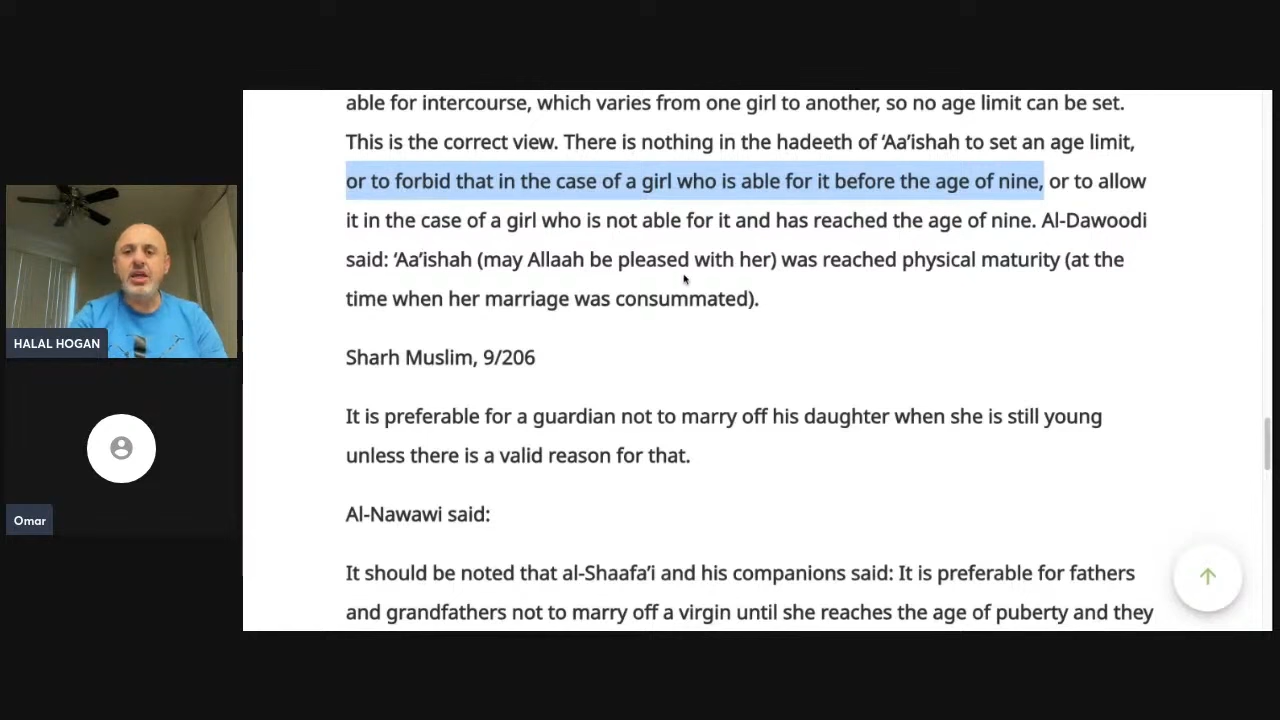 able for intercourse, which varies from one girl to another, so no age limit can be set.
This is the correct view. There is nothing in the hadeeth of ‘Aa’ishah to set an age limit,
or to forbid that in the case of a girl who is able for it before the age of nine, or to allow
it in the case of a girl who is not able for it and has reached the age of nine. Al-Dawoodi
said: ‘Aa’ishah (may Allaah be pleased with her) was reached physical maturity (at the
time when her marriage was consummated).
Sharh Muslim, 9/206
It is preferable for a guardian not to marry off his daughter when she is still young
unless there is a valid reason for that.
Al-Nawawi said:
It should be noted that al-Shaafa’i and his companions said: It is preferable for fathers
and grandfathers not to marry off a virgin until she reaches the age of puberty and they
HALAL HOGAN
Omar